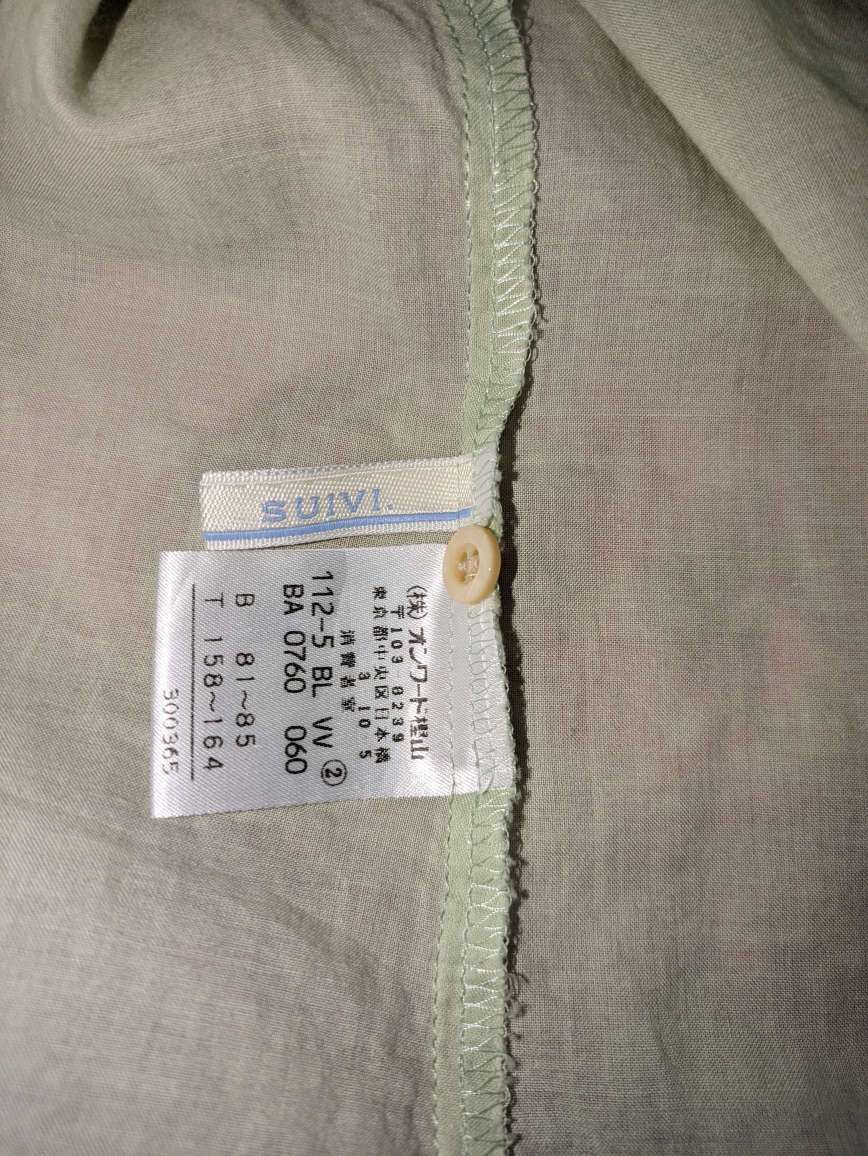 SUIVI.
(株)オンワード樫山
〒103 8239
東京都中央区日本橋
3 10 5
消費者室
112-5 BL VV ②
BA 0760 060
B 81~85
T 158~164
300365